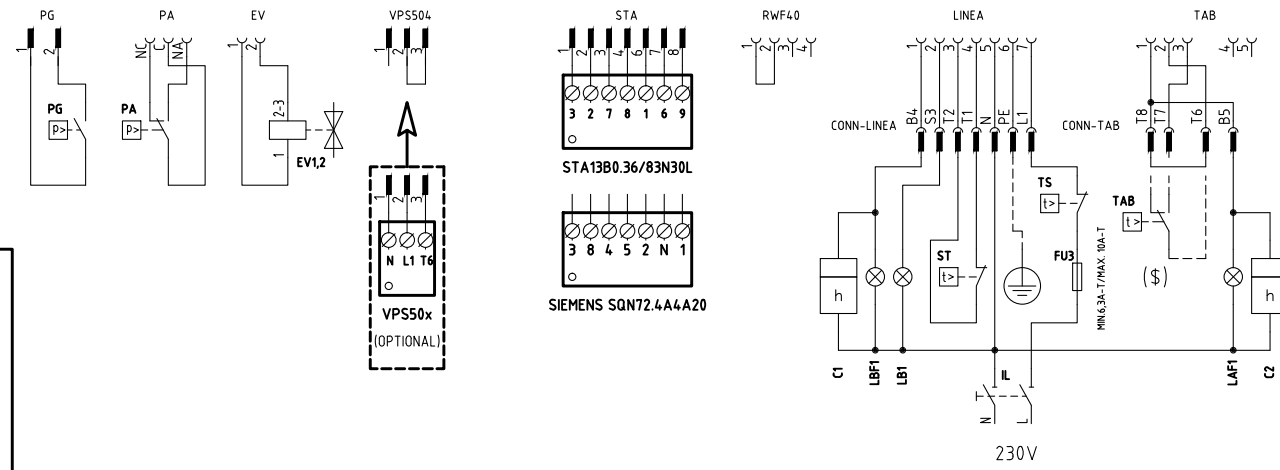 PG
PA
EV
VPS504
STA
RWF40
LINEA
TAB
1 2
NC C NA
1 2
1 2 3
1 2 3 4 6 7 8
1 2 3 4
1 2 3 4 5 6 7
1 2 3 4 5
PG
p>
PA
p>
2-3
1
EV1,2
1 2 3
N L1 T6
VPS50x
(OPTIONAL)
3 2 7 8 1 6 9
STA13B0.36/83N30L
3 8 4 5 2 N 1
SIEMENS SQN72.4A4A20
CONN-LINEA
B4 S3 T2 T1 N PE L1
CONN-TAB
T8 T7 T6 B5
TS
t>
TAB
t>
ST
t>
FU3
MIN.6,3A-T/MAX. 10A-T
($)
h
h
C1
LBF1
LB1
IL
LAF1
C2
N
L
230V